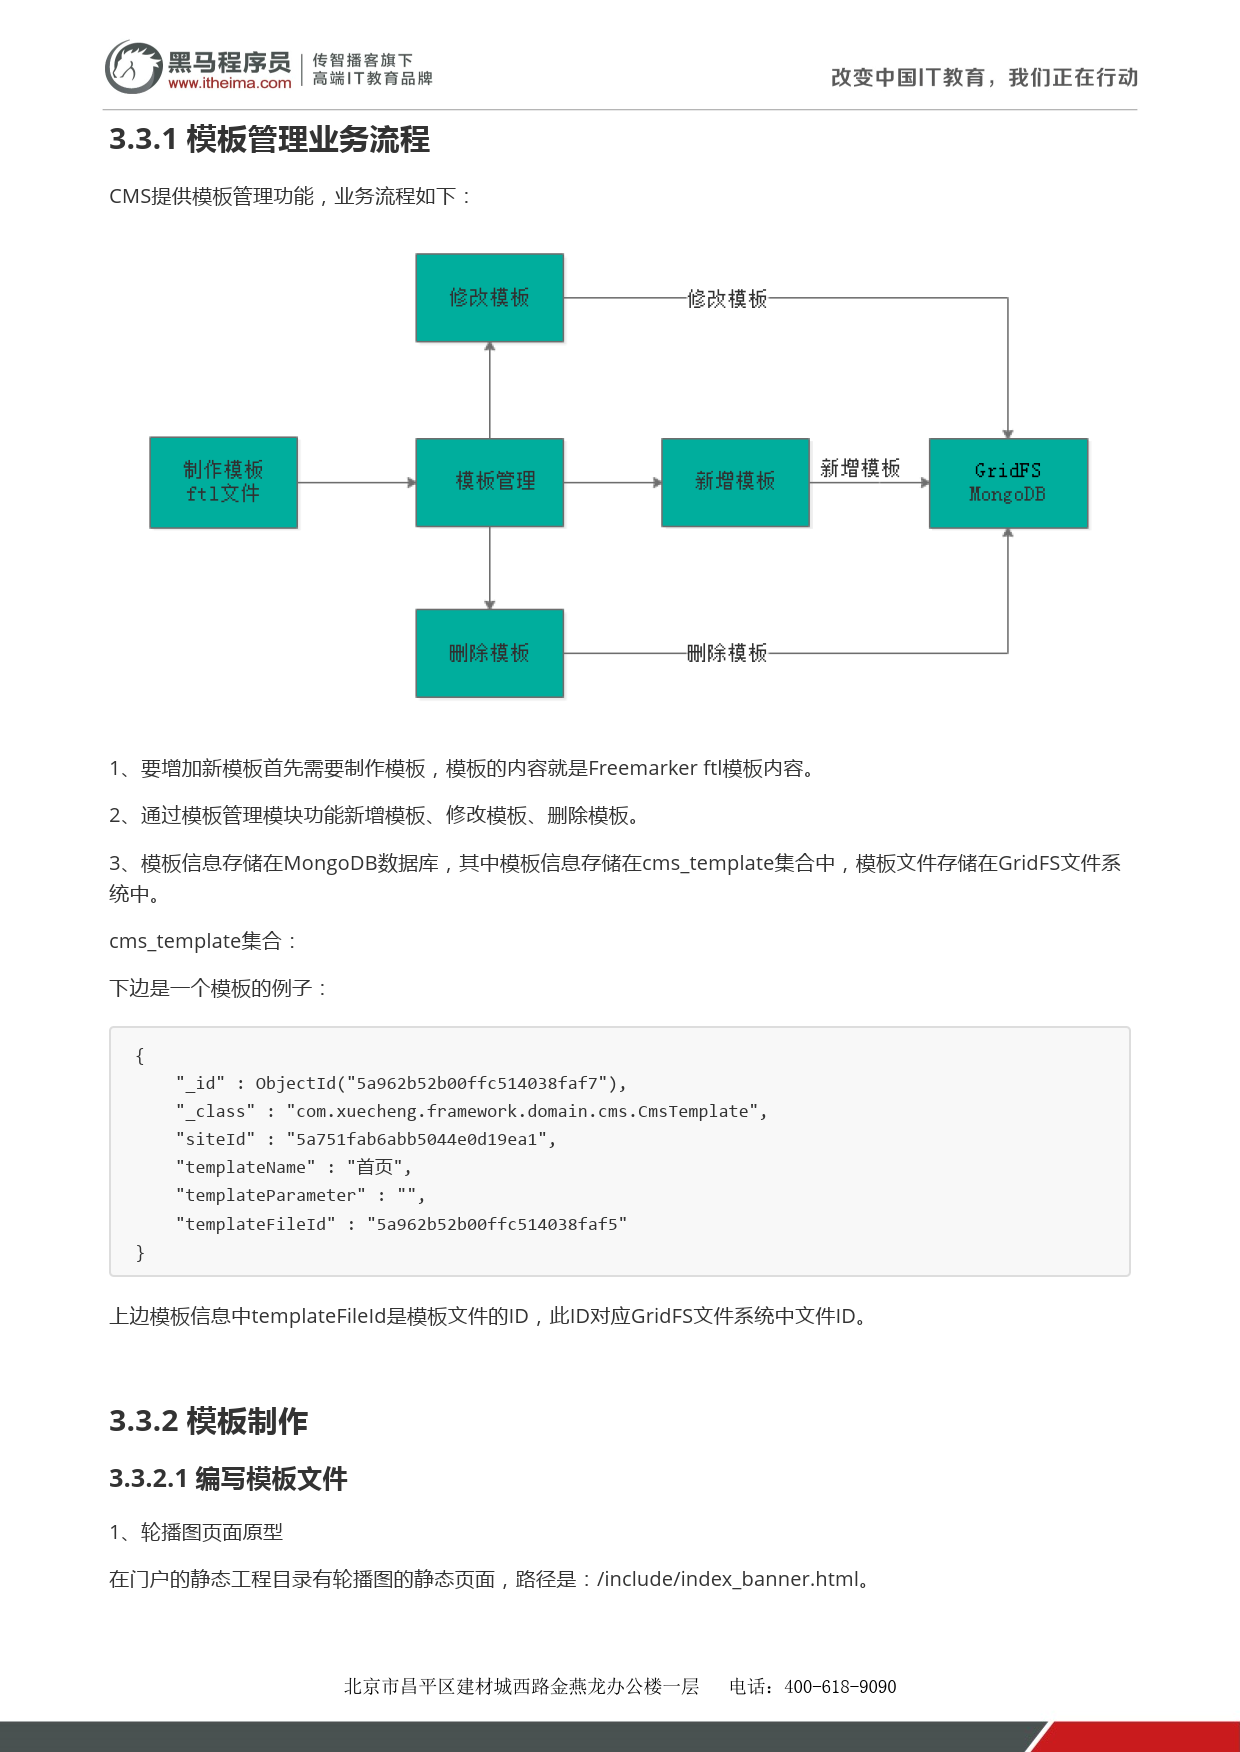 黑马程序员
www.itheima.com
传智播客旗下
高端IT教育品牌
改变中国IT教育，我们正在行动
3.3.1 模板管理业务流程
CMS提供模板管理功能，业务流程如下：
修改模板
修改模板
制作模板
ftl文件
模板管理
新增模板
新增模板
GridFS
MongoDB
删除模板
删除模板
1、要增加新模板首先需要制作模板，模板的内容就是Freemarker ftl模板内容。
2、通过模板管理模块功能新增模板、修改模板、删除模板。
3、模板信息存储在MongoDB数据库，其中模板信息存储在cms_template集合中，模板文件存储在GridFS文件系
统中。
cms_template集合：
下边是一个模板的例子：
{
    "_id" : ObjectId("5a962b52b00ffc514038faf7"),
    "_class" : "com.xuecheng.framework.domain.cms.CmsTemplate",
    "siteId" : "5a751fab6abb5044e0d19ea1",
    "templateName" : "首页",
    "templateParameter" : "",
    "templateFileId" : "5a962b52b00ffc514038faf5"
}
上边模板信息中templateFileId是模板文件的ID，此ID对应GridFS文件系统中文件ID。
3.3.2 模板制作
3.3.2.1 编写模板文件
1、轮播图页面原型
在门户的静态工程目录有轮播图的静态页面，路径是：/include/index_banner.html。
北京市昌平区建材城西路金燕龙办公楼一层 电话：400-618-9090